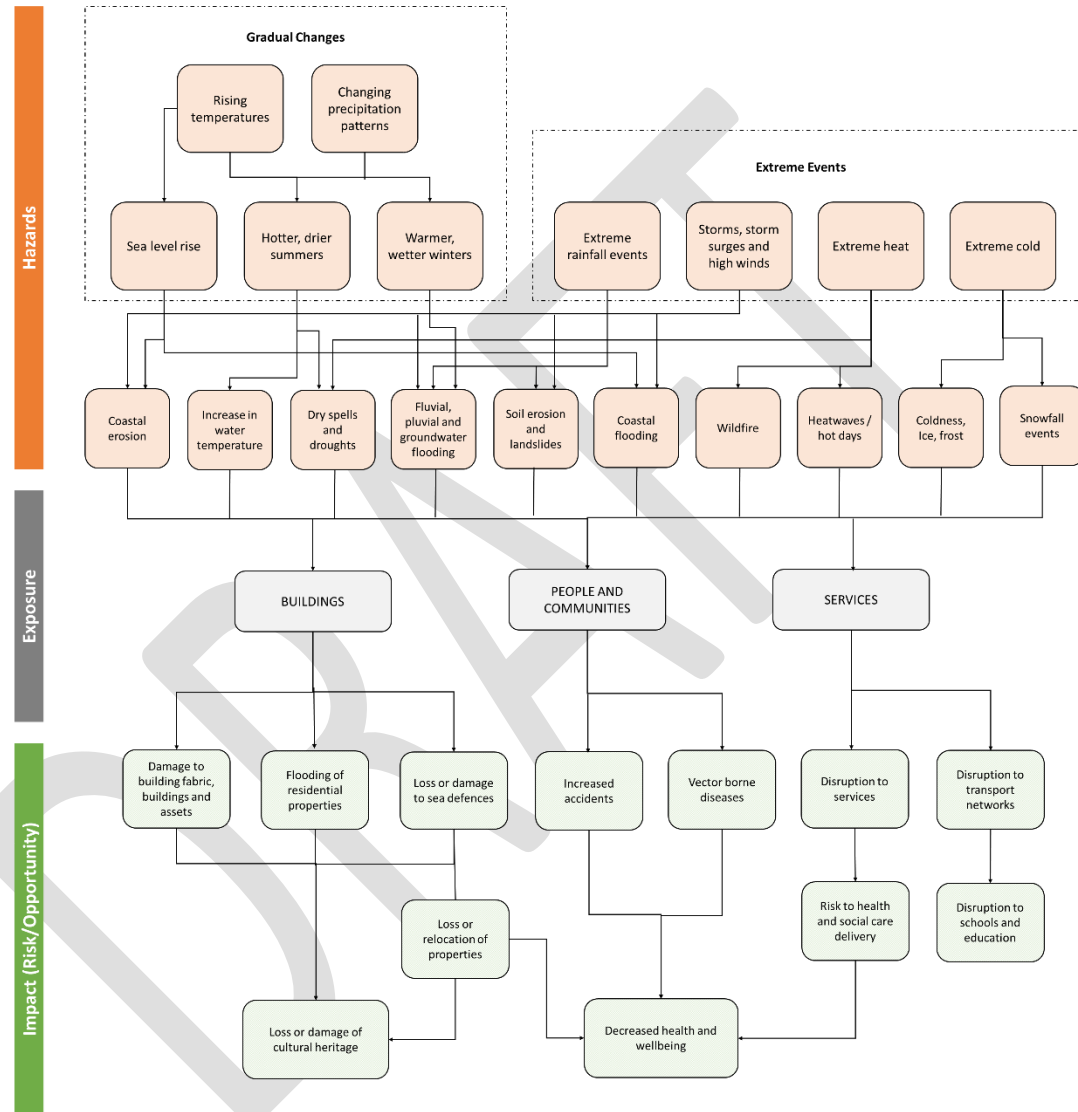 Hazards
Gradual Changes
Rising
temperatures
Changing
precipitation
patterns
Extreme Events
Sea level rise
Hotter, drier
summers
Warmer,
wetter winters
Extreme
rainfall events
Storms, storm
surges and
high winds
Extreme heat
Extreme cold
Coastal
erosion
Increase in
water
temperature
Dry spells
and
droughts
Fluvial,
pluvial and
groundwater
flooding
Soil erosion
and
landslides
Coastal
flooding
Wildfire
Heatwaves /
hot days
Coldness,
Ice, frost
Snowfall
events
Exposure
BUILDINGS
PEOPLE AND
COMMUNITIES
SERVICES
Impact (Risk/Opportunity)
Damage to
building fabric,
buildings and
assets
Flooding of
residential
properties
Loss or damage
to sea defences
Increased
accidents
Vector borne
diseases
Disruption to
services
Disruption to
transport
networks
Loss or
relocation of
properties
Risk to health
and social care
delivery
Disruption to
schools and
education
Loss or damage of
cultural heritage
Decreased health and
wellbeing
DRAFT